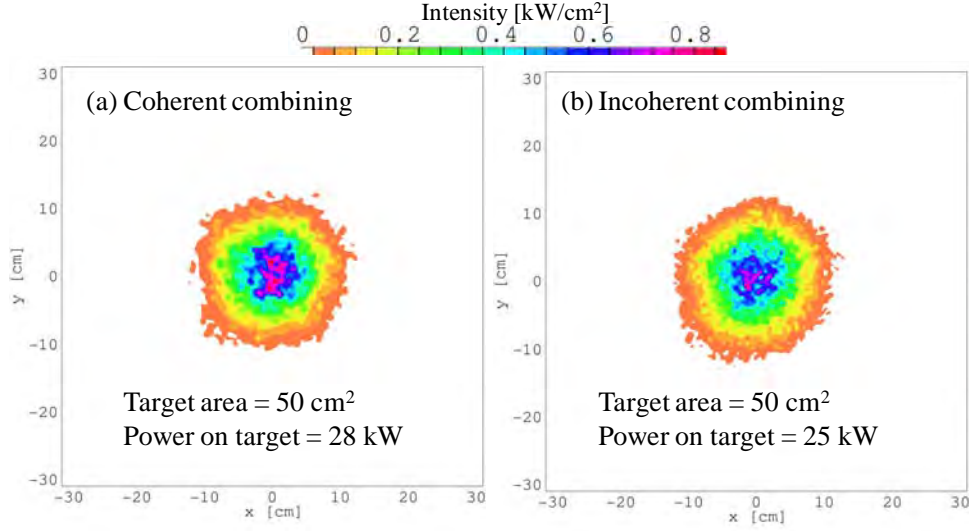 Intensity [kW/cm²]
0 0.2 0.4 0.6 0.8
(a) Coherent combining
30
20
10
0
-10
-20
-30
y [cm]
Target area = 50 cm²
Power on target = 28 kW
-30 -20 -10 0 10 20 30
x [cm]
(b) Incoherent combining
30
20
10
0
-10
-20
-30
y [cm]
Target area = 50 cm²
Power on target = 25 kW
-30 -20 -10 0 10 20 30
x [cm]